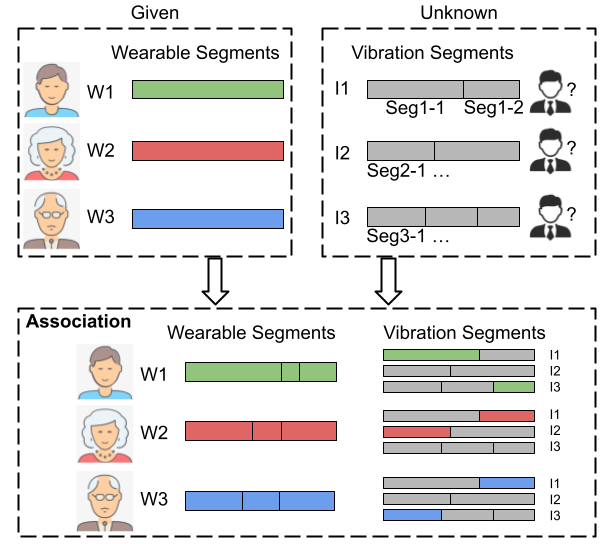 Given
Unknown
Wearable Segments
Vibration Segments
W1
I1
?
Seg1-1
Seg1-2
W2
I2
?
Seg2-1 ...
W3
I3
?
Seg3-1 ...
Association
Wearable Segments
Vibration Segments
W1
I1
I2
I3
W2
I1
I2
I3
W3
I1
I2
I3